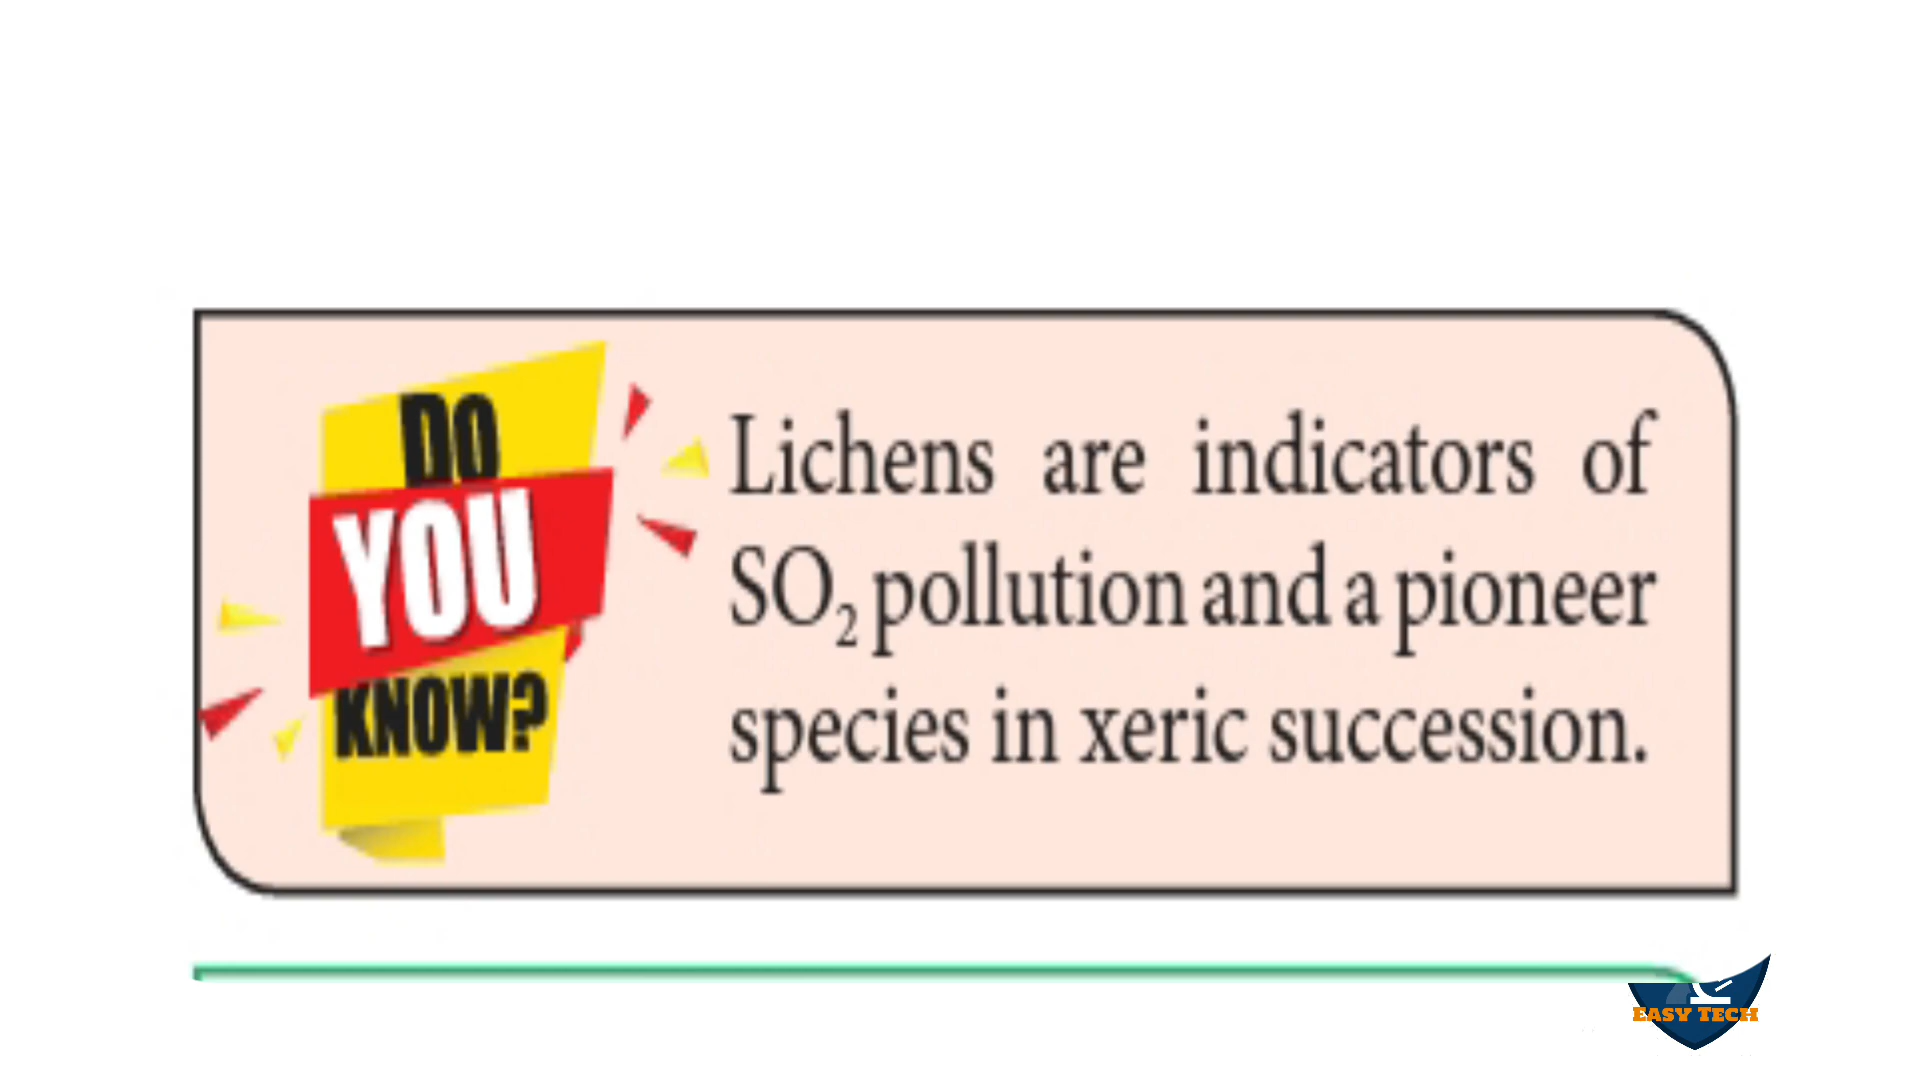 DO
YOU
KNOW?
Lichens are indicators of
SO₂ pollution and a pioneer
species in xeric succession.
EASY TECH